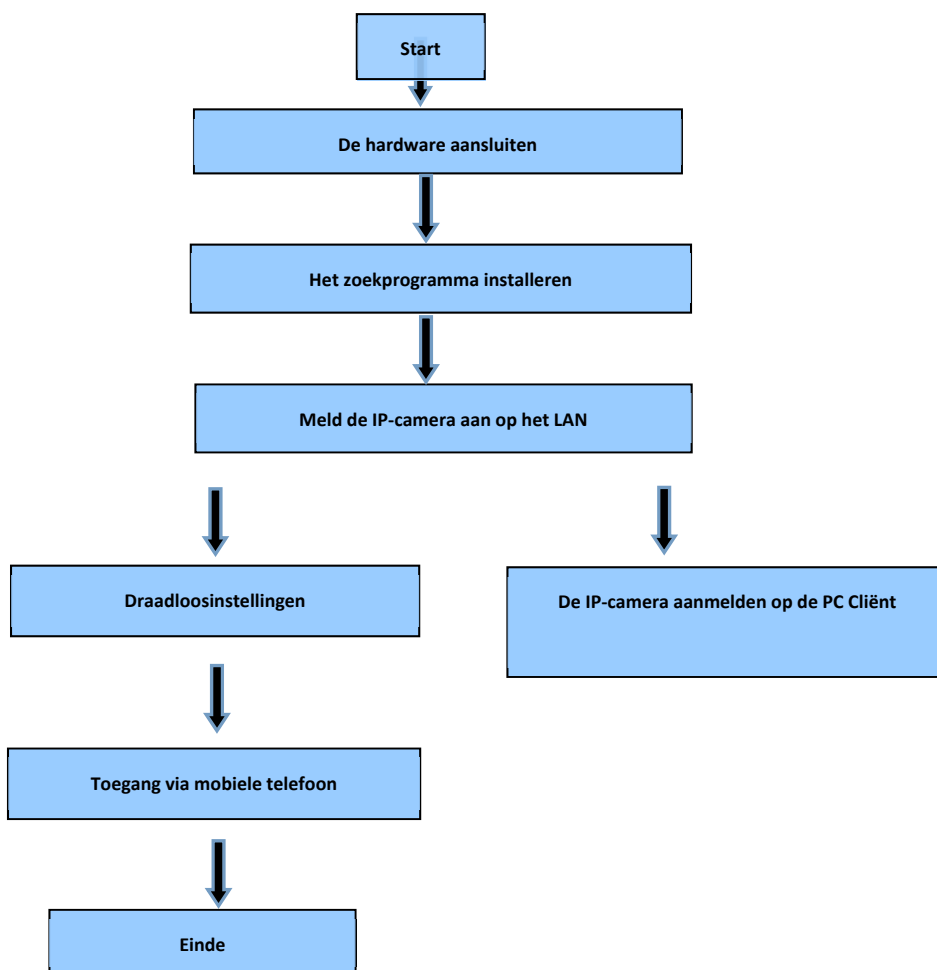 Start
De hardware aansluiten
Het zoekprogramma installeren
Meld de IP-camera aan op het LAN
Draadloosinstellingen
De IP-camera aanmelden op de PC Cliënt
Toegang via mobiele telefoon
Einde